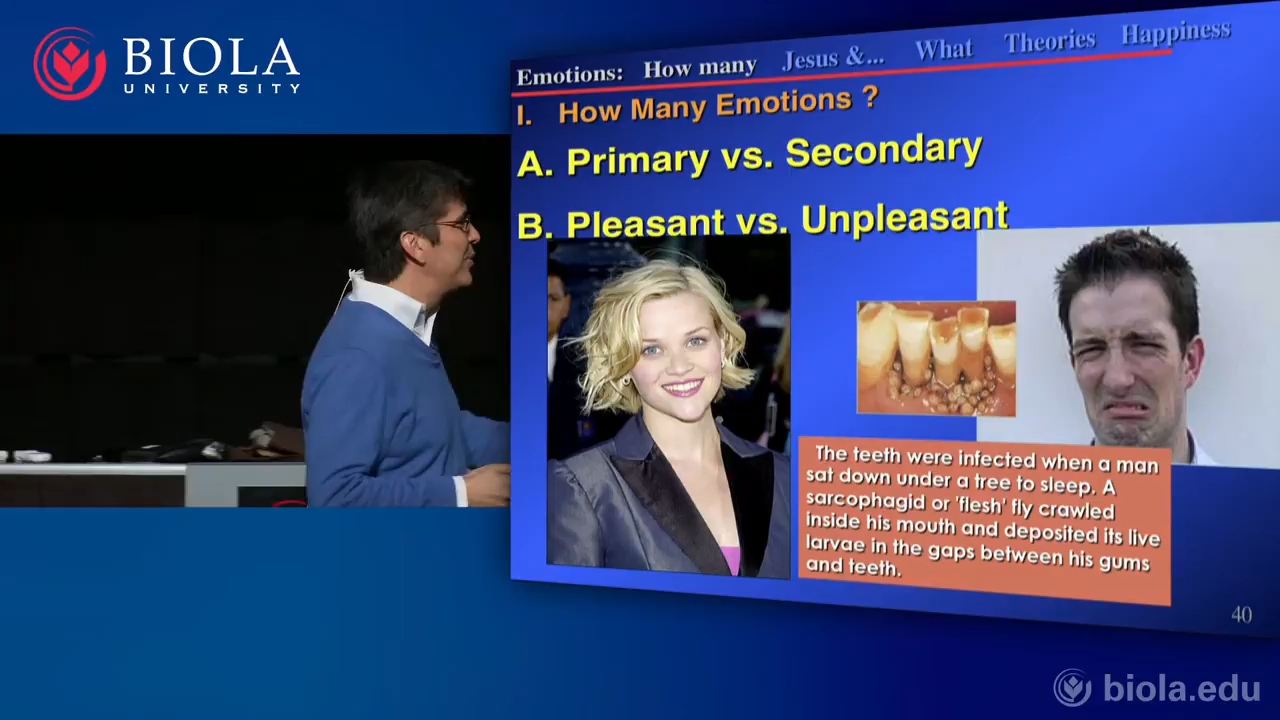 BIOLA
UNIVERSITY
Emotions: How many Jesus &... What Theories Happiness
I. How Many Emotions ?
A. Primary vs. Secondary
B. Pleasant vs. Unpleasant
The teeth were infected when a man
sat down under a tree to sleep. A
sarcophagid or 'flesh' fly crawled
inside his mouth and deposited its live
larvae in the gaps between his gums
and teeth.
40
biola.edu